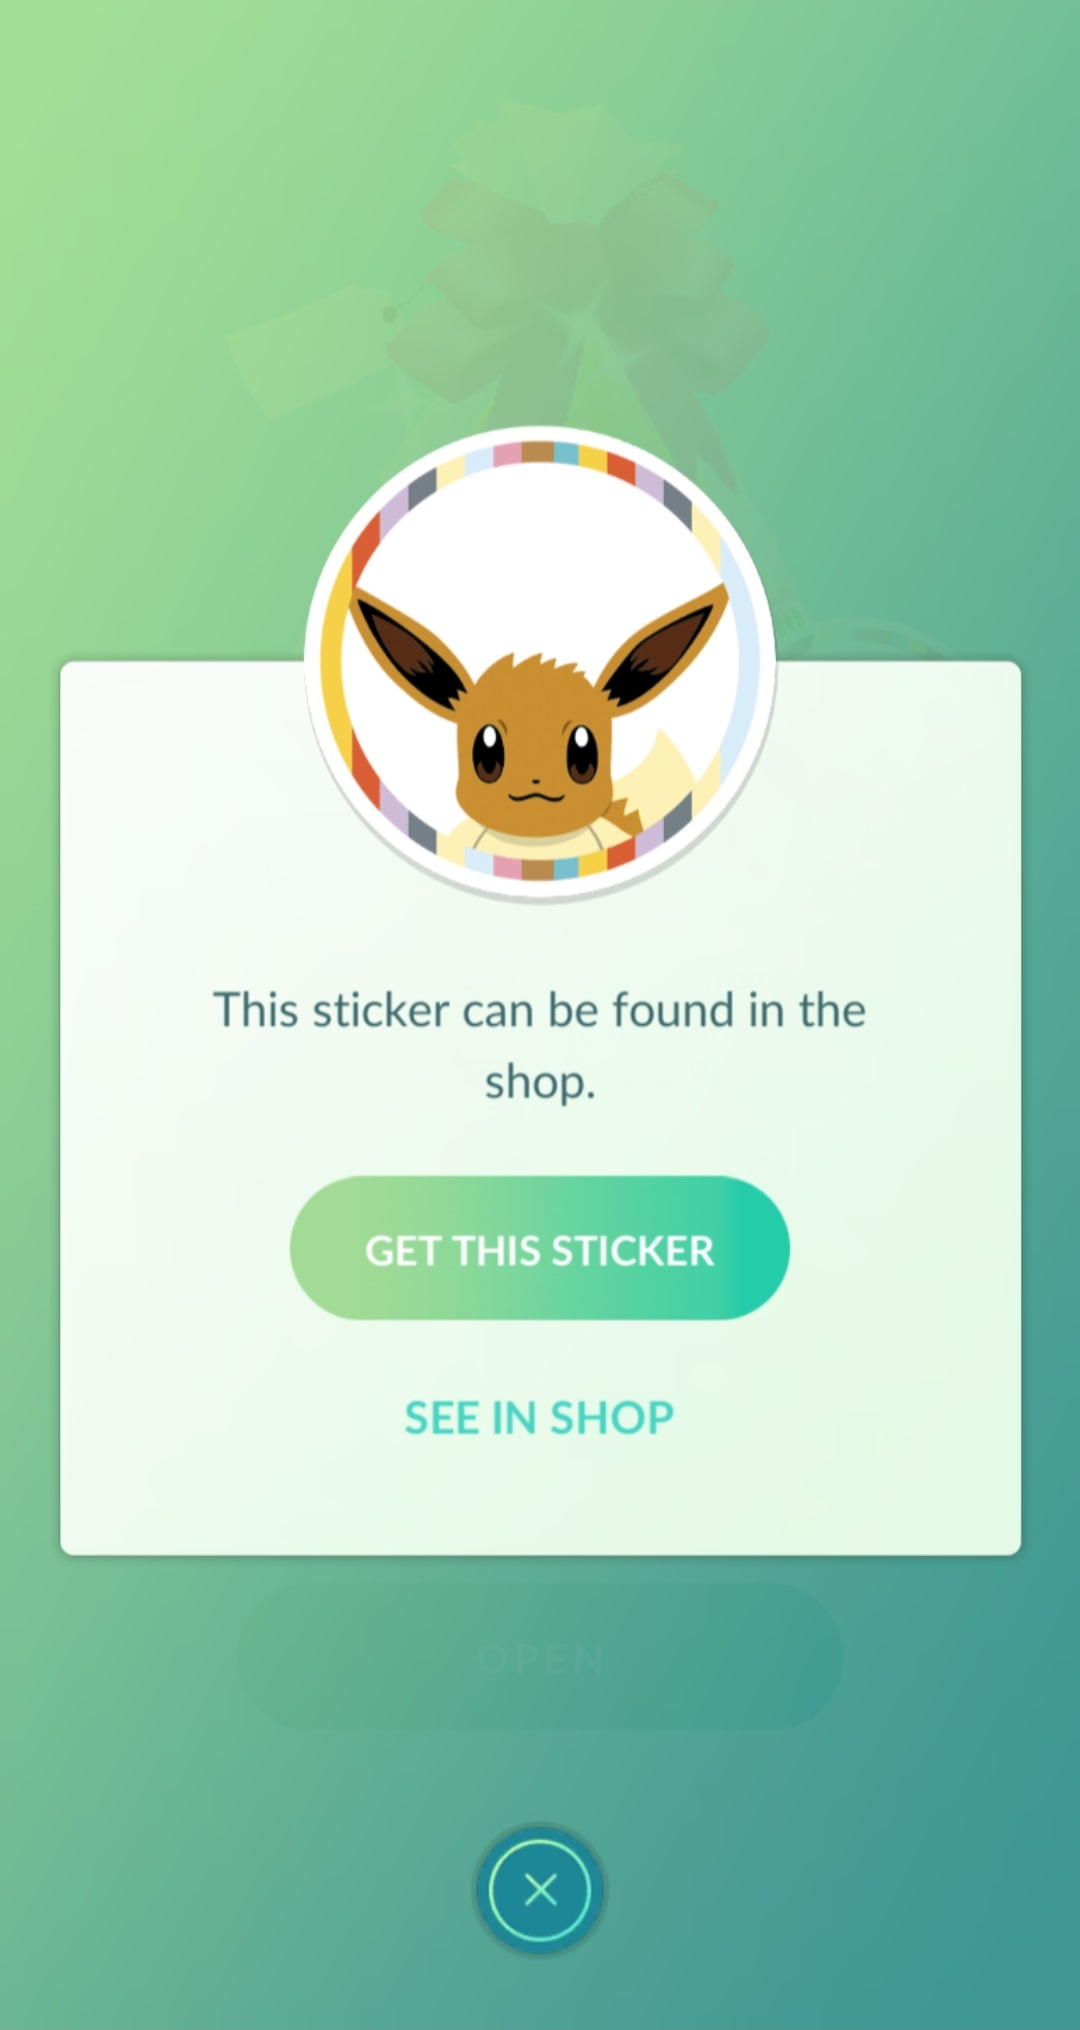 This sticker can be found in the
shop.
GET THIS STICKER
SEE IN SHOP
OPEN